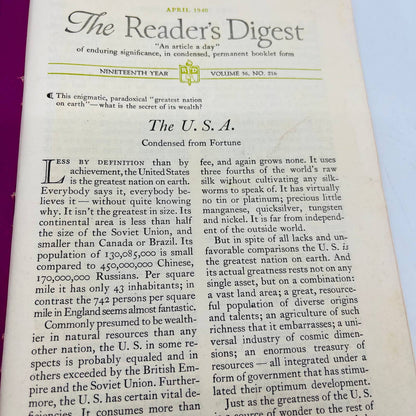 APRIL 1940
The Reader's Digest
"An article a day"
of enduring significance, in condensed, permanent booklet form
NINETEENTH YEAR VOLUME 36, NO. 216
This enigmatic, paradoxical "greatest nation
on earth"—what is the secret of its wealth?
The U. S. A.
Condensed from Fortune
LESS BY DEFINITION than by
achievement, the United States
is the greatest nation on earth.
Everybody says it, everybody be-
lieves it — without quite knowing
why. It isn't the greatest in size. Its
continental area is less than half
the size of the Soviet Union, and
smaller than Canada or Brazil. Its
population of 130,085,000 is small
compared to 450,000,000 Chinese,
170,000,000 Russians. Per square
mile it has only 43 inhabitants; in
contrast the 742 persons per square
mile in England seems almost fantastic.
Commonly presumed to be wealth-
ier in natural resources than any
other nation, the U. S. in some re-
spects is probably equaled and in
others exceeded by the British Em-
pire and the Soviet Union. Further-
more, the U. S. has certain vital de-
ficiencies. It consumes more than
fee, and again grows none. It uses
three fourths of the world's raw
silk without cultivating any silk-
worms to speak of. It has virtually
no tin or platinum; precious little
manganese, quicksilver, tungsten
and nickel. It is far from independent
of the outside world.
But in spite of all lacks and un-
favorable comparisons the U. S. is
the greatest nation on earth. And
its actual greatness rests not on any
single asset, but on a combination:
a vast land area; a great, resource-
ful population of diverse origins
and talents; an agriculture of such
richness that it embarrasses; a uni-
versal industry of cosmic dimen-
sions; an enormous treasury of
resources — all integrated under a
form of government that has stimu-
lated their optimum development.
Just as the greatness of the U. S.
is a source of wonder to the rest of